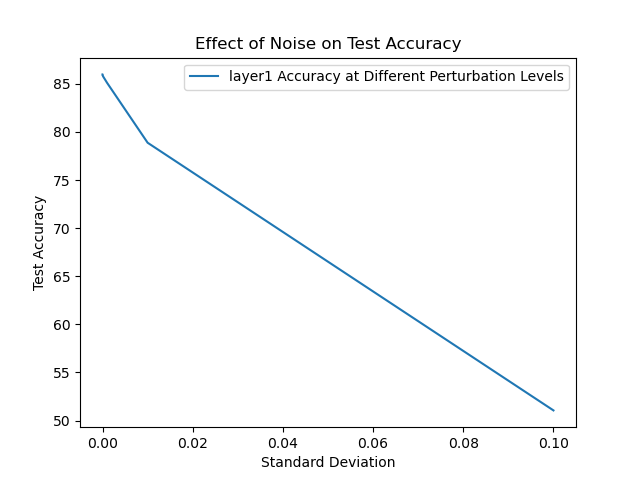 Effect of Noise on Test Accuracy
layer1 Accuracy at Different Perturbation Levels
85
80
75
70
65
60
55
50
Test Accuracy
0.00 0.02 0.04 0.06 0.08 0.10
Standard Deviation